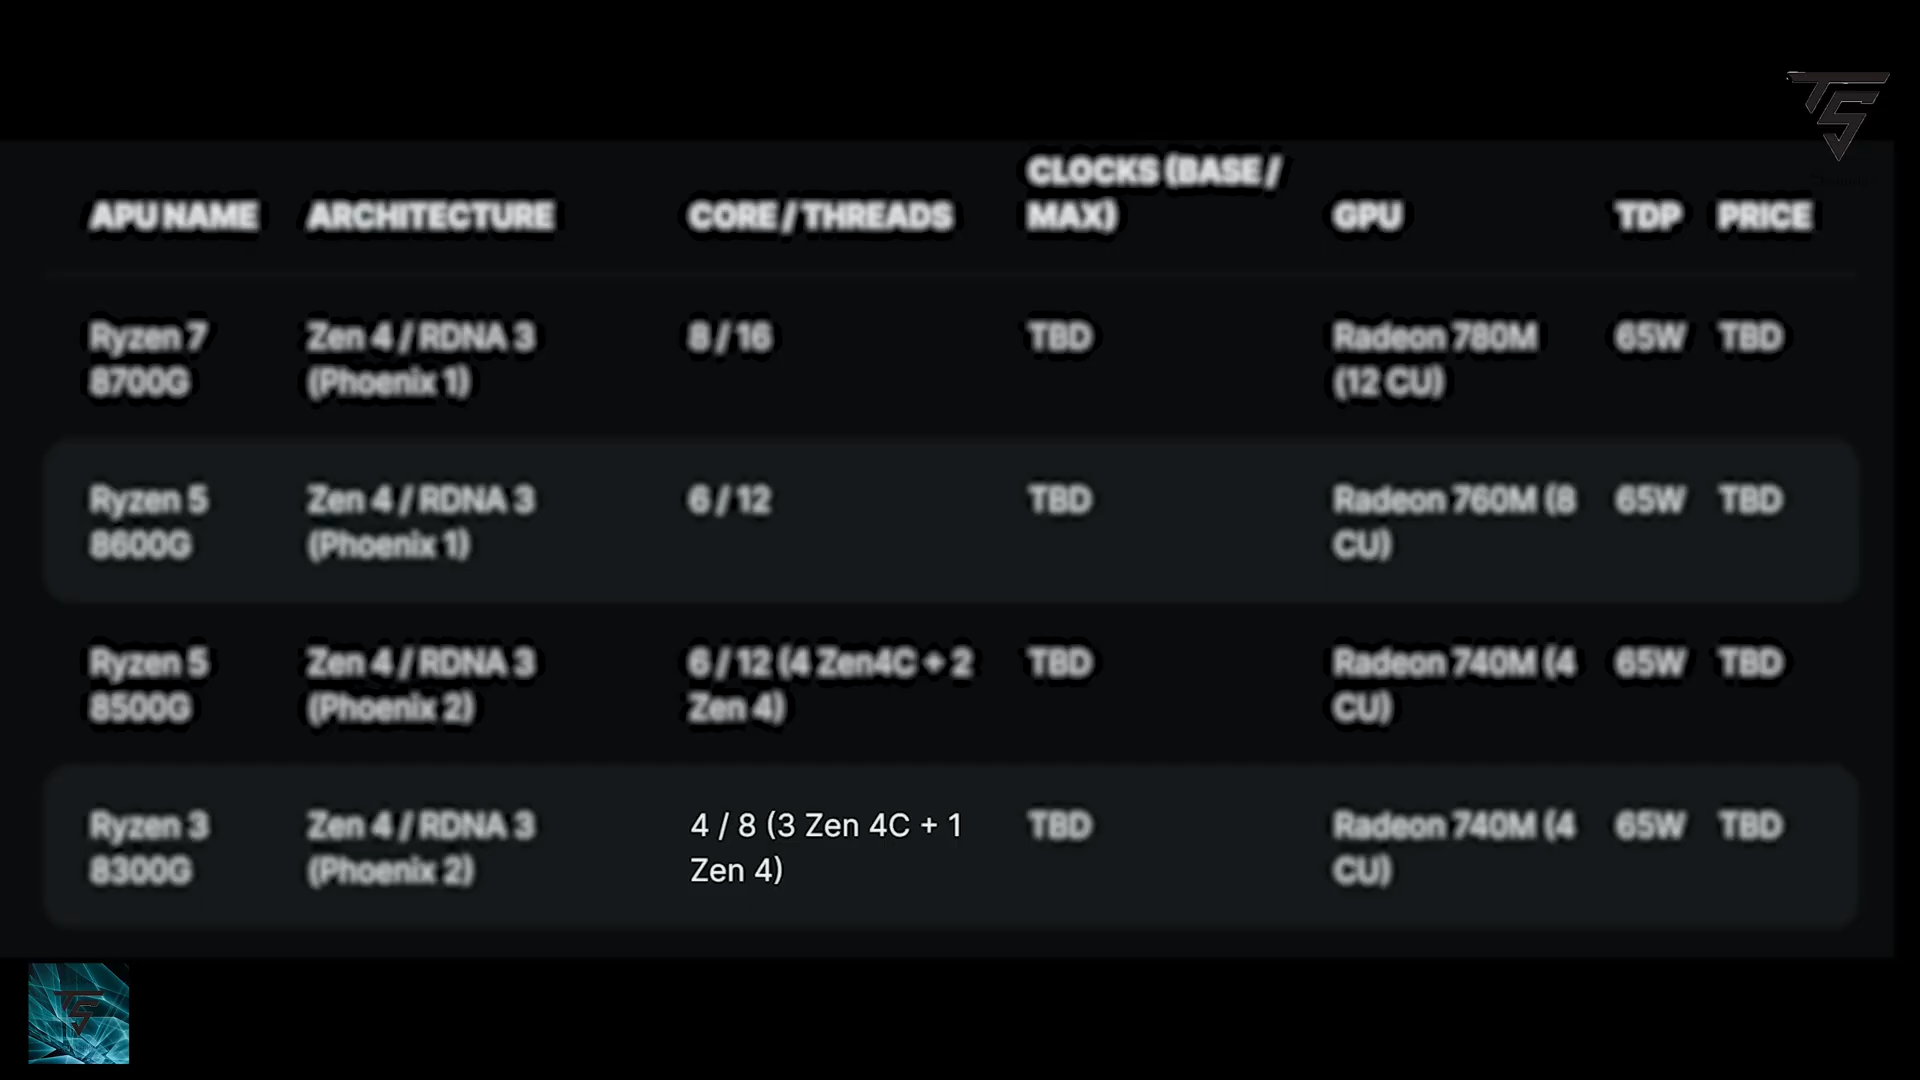 APU NAME ARCHITECTURE CORE / THREADS CLOCKS (BASE / MAX) GPU TDP PRICE
Ryzen 7 8700G Zen 4 / RDNA 3 (Phoenix 1) 8 / 16 TBD Radeon 780M (12 CU) 65W TBD
Ryzen 5 8600G Zen 4 / RDNA 3 (Phoenix 1) 6 / 12 TBD Radeon 760M (8 CU) 65W TBD
Ryzen 5 8500G Zen 4 / RDNA 3 (Phoenix 2) 6 / 12 (4 Zen4C + 2 Zen 4) TBD Radeon 740M (4 CU) 65W TBD
Ryzen 3 8300G Zen 4 / RDNA 3 (Phoenix 2) 4 / 8 (3 Zen 4C + 1 Zen 4) TBD Radeon 740M (4 CU) 65W TBD